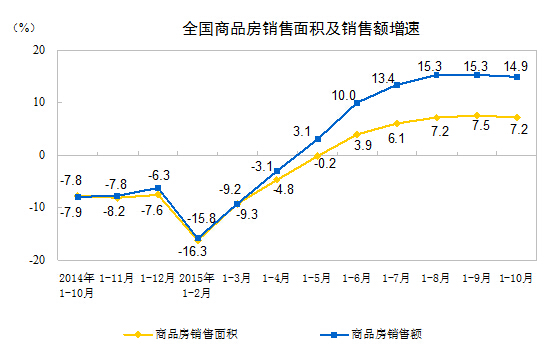 全国商品房销售面积及销售额增速
(%)
20
10
0
-10
-20
-7.8 -7.8 -6.3 -15.8 -9.2 -3.1 3.1 10.0 13.4 15.3 15.3 14.9
-7.9 -8.2 -7.6 -16.3 -9.3 -4.8 -0.2 3.9 6.1 7.2 7.5 7.2
2014年 1-11月 1-12月 2015年 1-3月 1-4月 1-5月 1-6月 1-7月 1-8月 1-9月 1-10月
1-10月 1-2月
商品房销售面积 商品房销售额